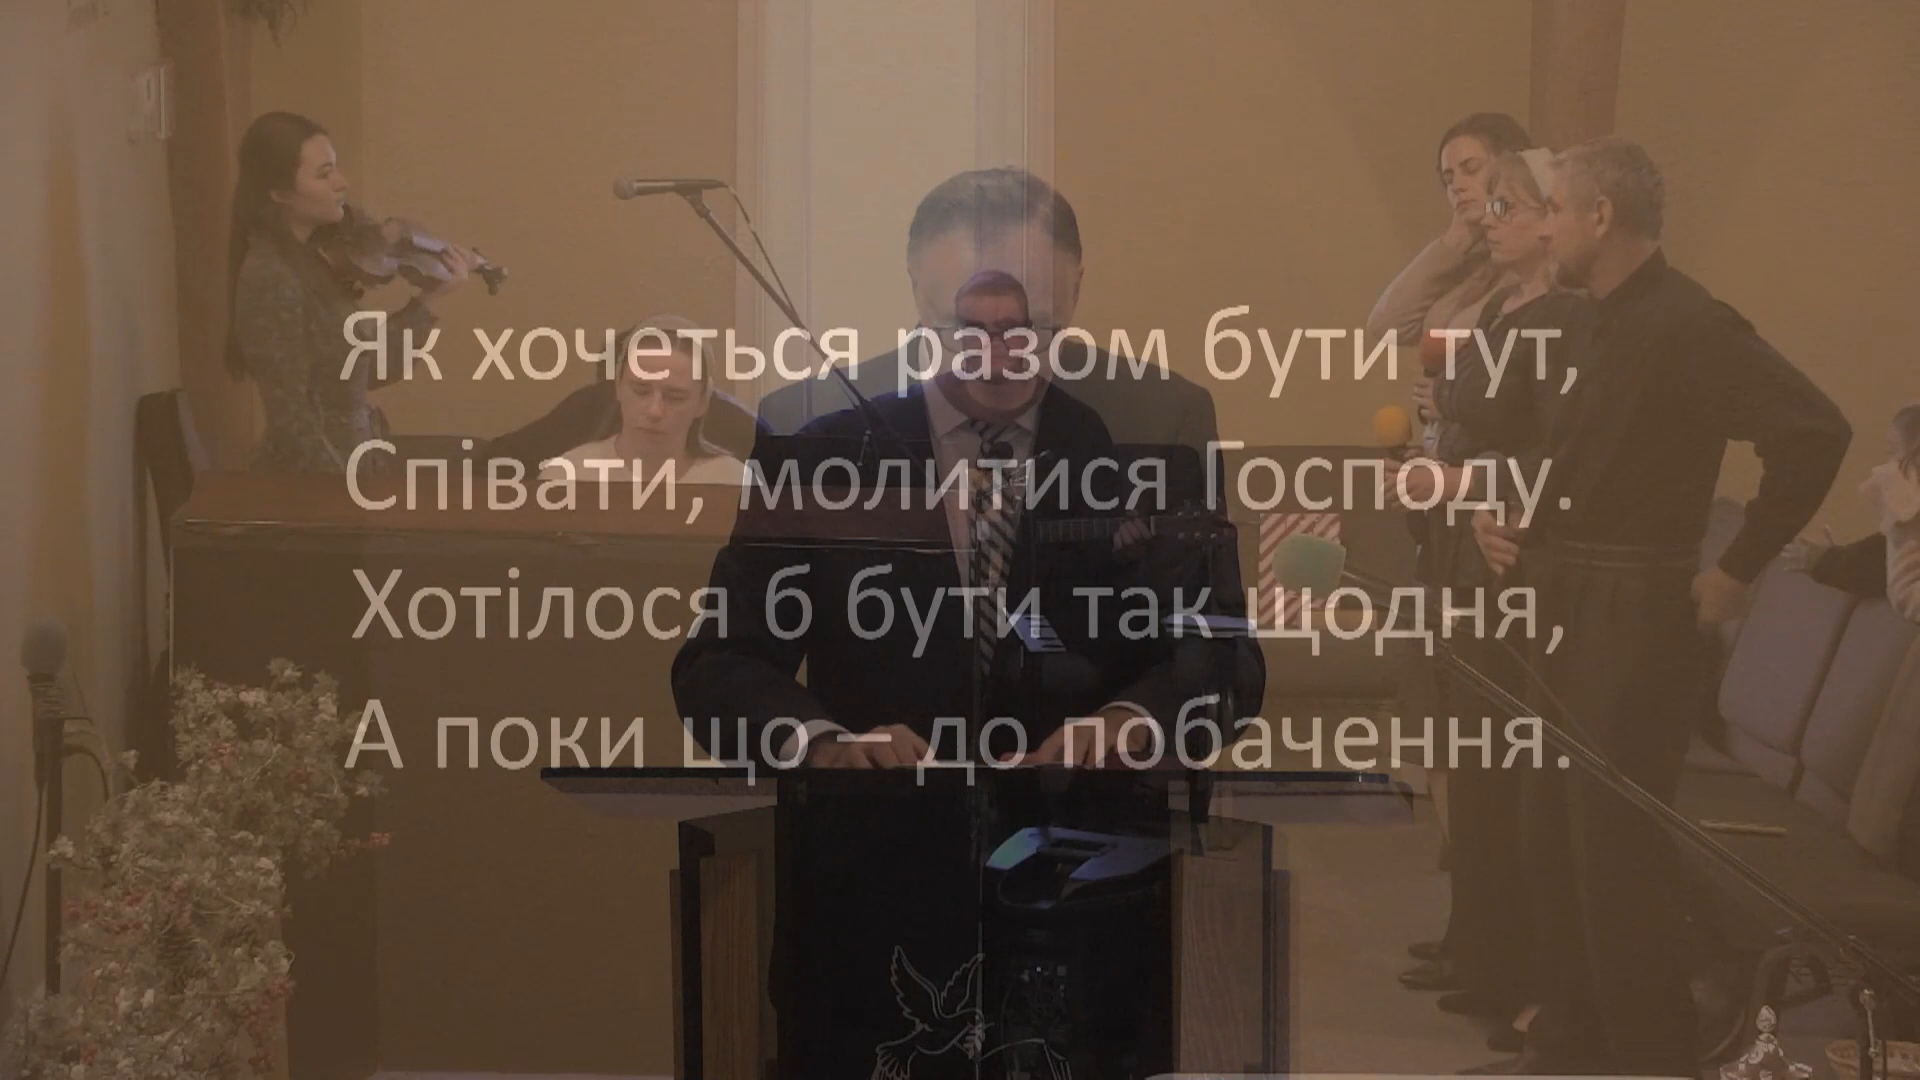 Як хочеться разом бути тут,
Співати, молитися Господу.
Хотілося б бути так щодня,
А поки що – до побачення.